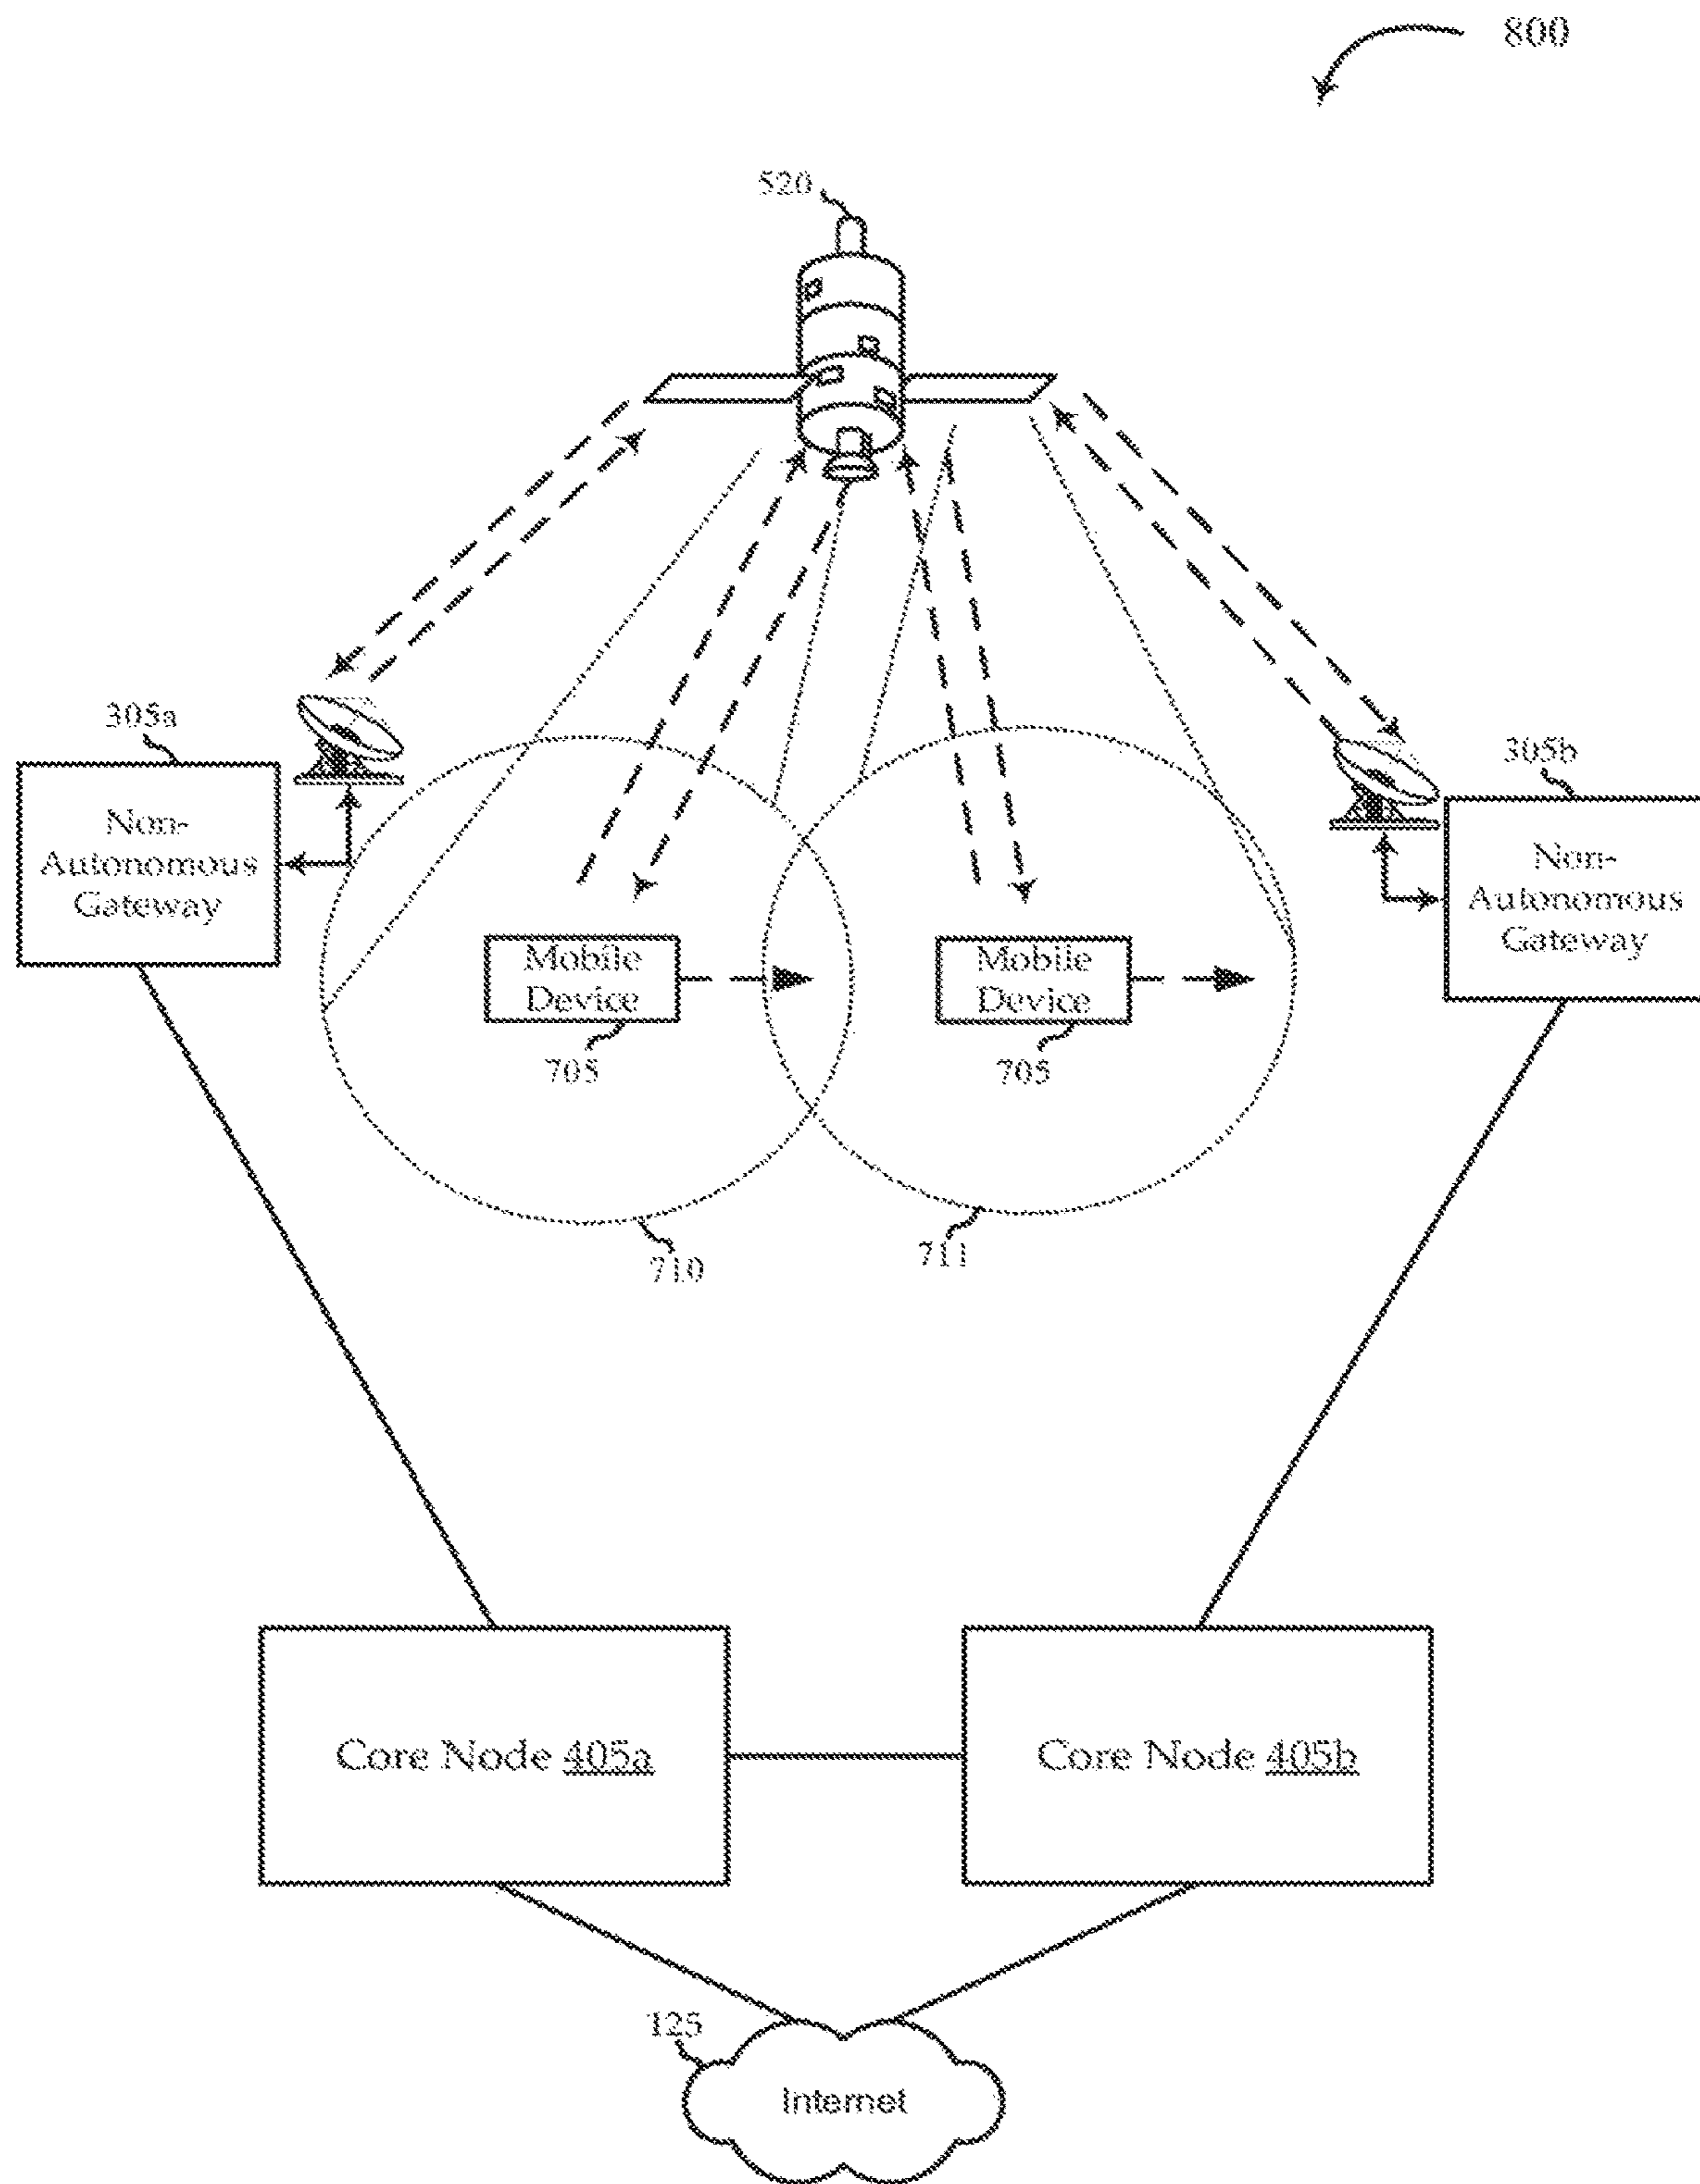 800
520
305a
Non-
Autonomous
Gateway
305b
Non-
Autonomous
Gateway
Mobile
Device
705
Mobile
Device
705
710
711
Core Node 405a
Core Node 405b
125
Internet